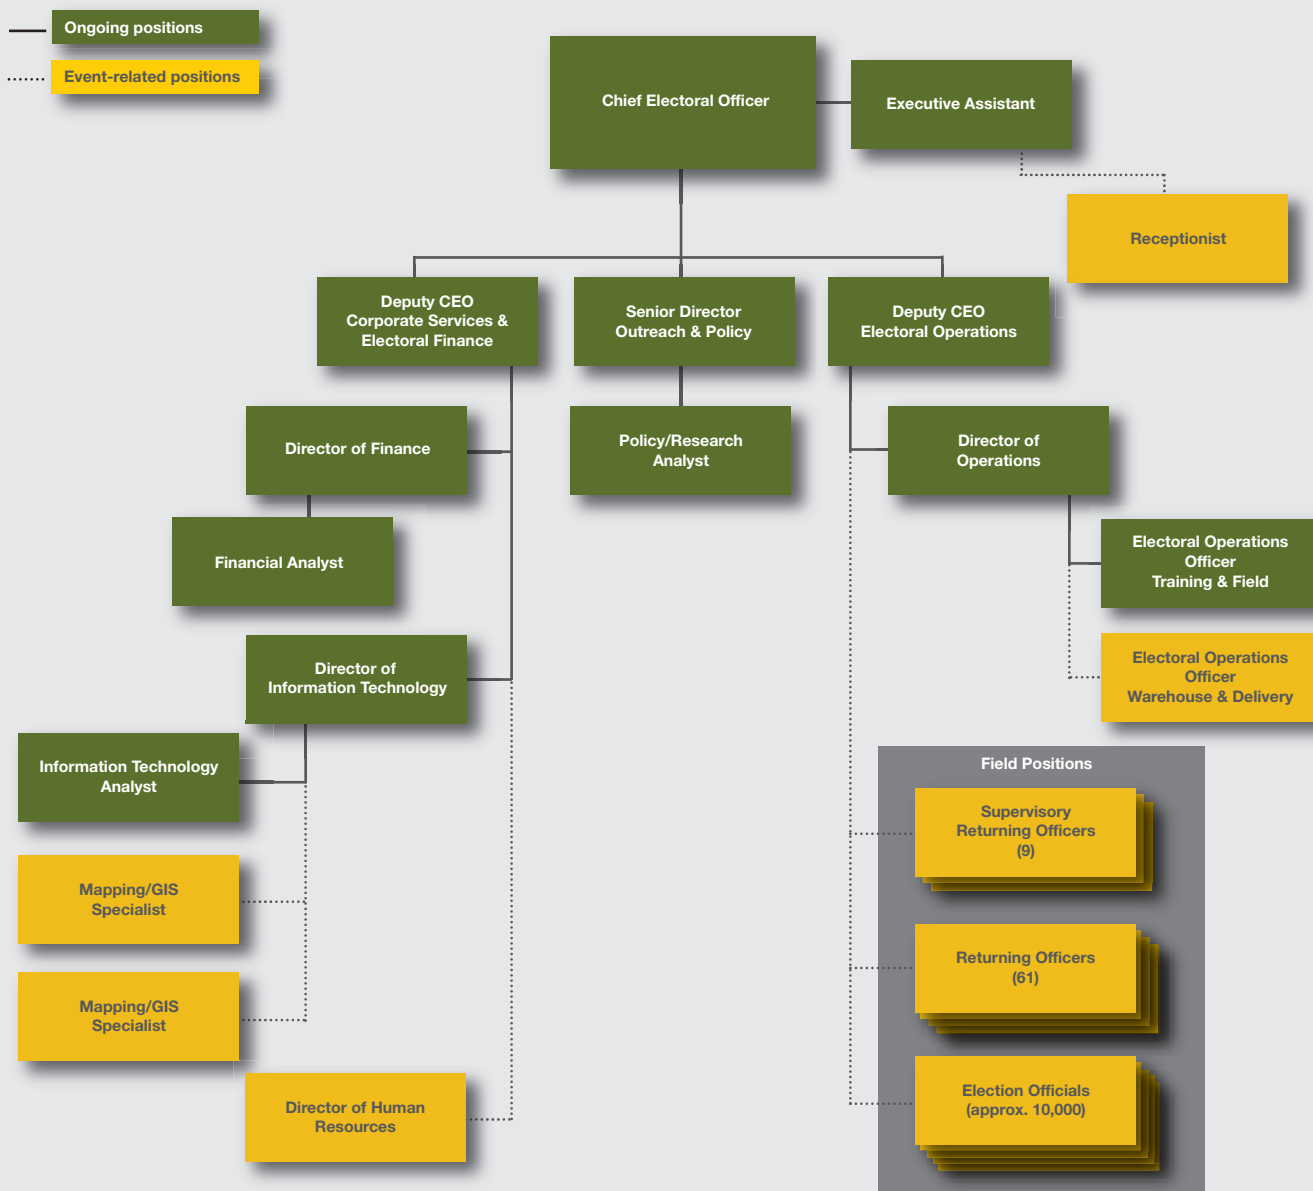 Ongoing positions
Event-related positions
Chief Electoral Officer
Executive Assistant
Receptionist
Deputy CEO
Corporate Services &
Electoral Finance
Senior Director
Outreach & Policy
Deputy CEO
Electoral Operations
Director of Finance
Policy/Research
Analyst
Director of
Operations
Financial Analyst
Electoral Operations
Officer
Training & Field
Director of
Information Technology
Electoral Operations
Officer
Warehouse & Delivery
Information Technology
Analyst
Field Positions
Supervisory
Returning Officers
(9)
Mapping/GIS
Specialist
Returning Officers
(61)
Mapping/GIS
Specialist
Election Officials
(approx. 10,000)
Director of Human
Resources